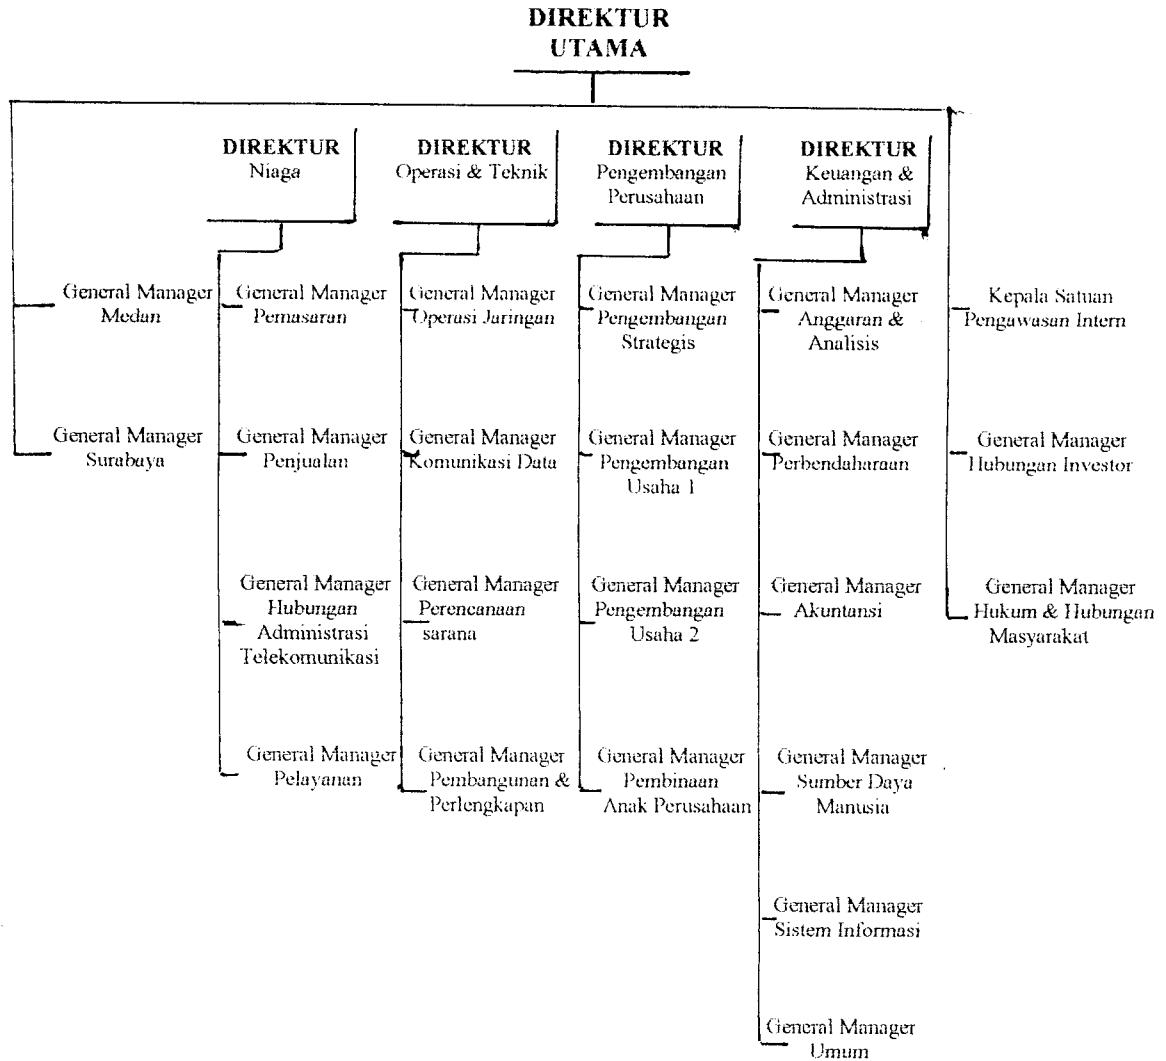 DIREKTUR
UTAMA
DIREKTUR
Niaga
DIREKTUR
Operasi & Teknik
DIREKTUR
Pengembangan
Perusahaan
DIREKTUR
Keuangan &
Administrasi
General Manager
Medan
General Manager
Surabaya
General Manager
Pemasaran
General Manager
Penjualan
General Manager
Hubungan
Administrasi
Telekomunikasi
General Manager
Pelayanan
General Manager
Operasi Jaringan
General Manager
Komunikasi Data
General Manager
Perencanaan
sarana
General Manager
Pembangunan &
Perlengkapan
General Manager
Pengembangan
Strategis
General Manager
Pengembangan
Usaha 1
General Manager
Pengembangan
Usaha 2
General Manager
Pembinaan
Anak Perusahaan
General Manager
Anggaran &
Analisis
General Manager
Perbendaharaan
General Manager
Akuntansi
General Manager
Sumber Daya
Manusia
General Manager
Sistem Informasi
General Manager
Umum
Kepala Satuan
Pengawasan Intern
General Manager
Hubungan Investor
General Manager
Hukum & Hubungan
Masyarakat